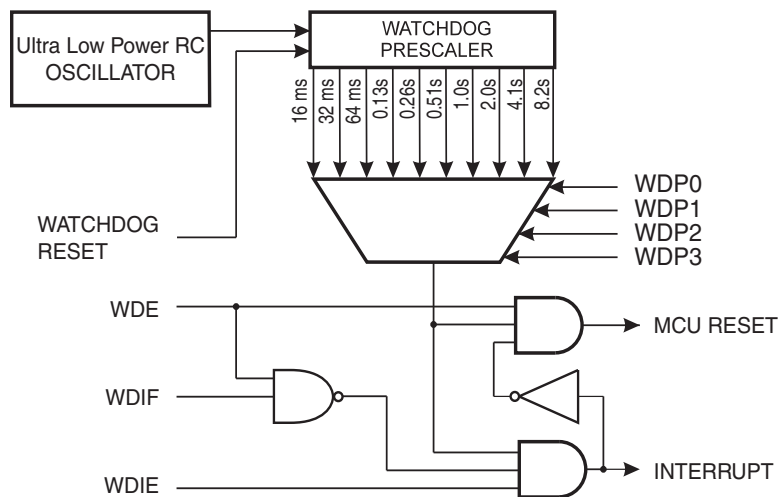 Ultra Low Power RC
OSCILLATOR
WATCHDOG
PRESCALER
16 ms
32 ms
64 ms
0.13s
0.26s
0.51s
1.0s
2.0s
4.1s
8.2s
WDP0
WDP1
WDP2
WDP3
WATCHDOG
RESET
WDE
MCU RESET
WDIF
WDIE
INTERRUPT